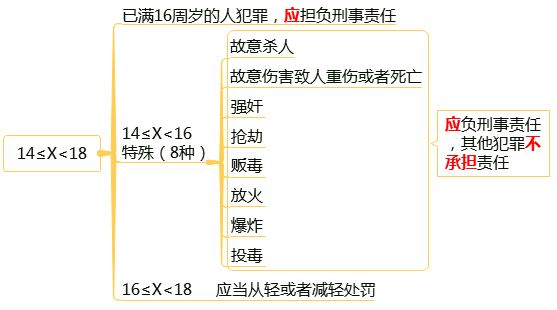 已满16周岁的人犯罪，应担负刑事责任
14≤X<18
14≤X<16
特殊（8种）
故意杀人
故意伤害致人重伤或者死亡
强奸
抢劫
贩毒
放火
爆炸
投毒
应负刑事责任
，其他犯罪不
承担责任
16≤X<18 应当从轻或者减轻处罚